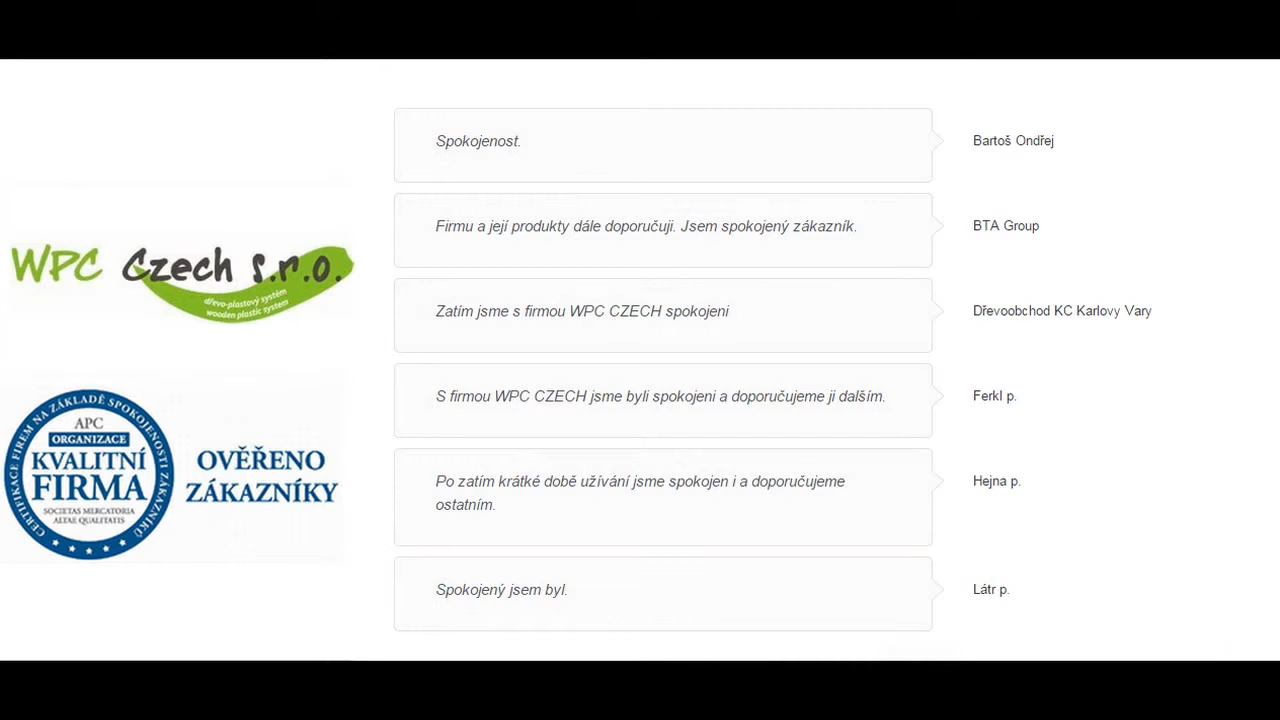 Spokojenost.
Bartoš Ondřej
Firmu a její produkty dále doporučuji. Jsem spokojený zákazník.
BTA Group
WPC Czech s.r.o.
dřevo-plastový systém
wooden plastic system
Zatím jsme s firmou WPC CZECH spokojeni
Dřevoobchod KC Karlovy Vary
S firmou WPC CZECH jsme byli spokojeni a doporučujeme ji dalším.
Ferkl p.
CERTIFIKACE FIREM NA ZÁKLADĚ SPOKOJENOSTI ZÁKAZNÍKŮ
APC
ORGANIZACE
KVALITNÍ
FIRMA
SOCIETAS MERCATORIA
ALTAE QUALITATIS
OVĚŘENO
ZÁKAZNÍKY
Po zatím krátké době užívání jsme spokojen i a doporučujeme
ostatním.
Hejna p.
Spokojený jsem byl.
Látr p.